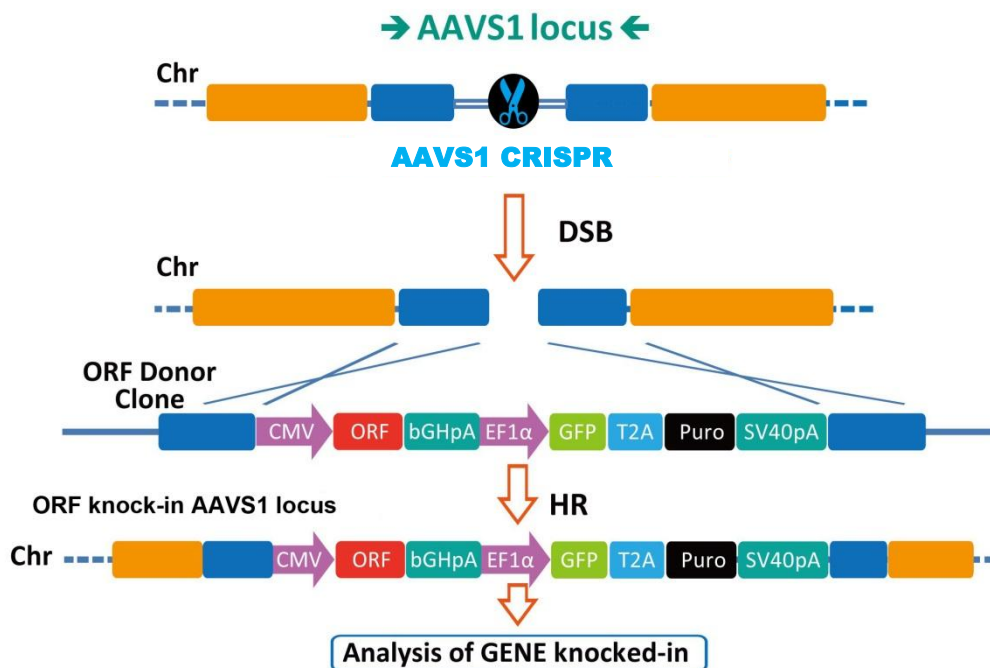 → AAVS1 locus ←
Chr
AAVS1 CRISPR
DSB
Chr
ORF Donor
Clone
CMV ORF bGHpA EF1α GFP T2A Puro SV40pA
HR
ORF knock-in AAVS1 locus
Chr CMV ORF bGHpA EF1α GFP T2A Puro SV40pA
Analysis of GENE knocked-in